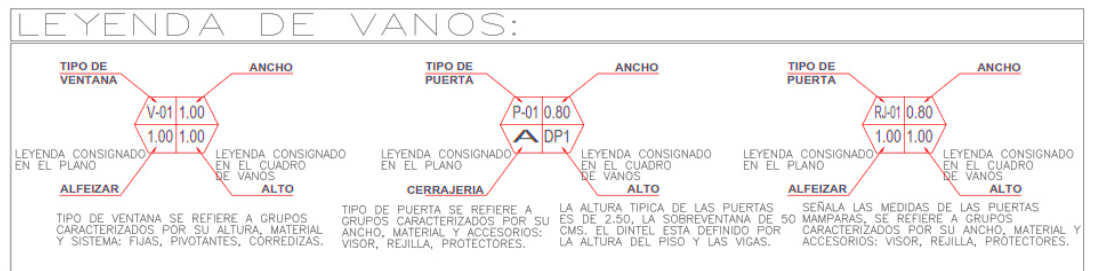 LEYENDA DE VANOS:
TIPO DE
VENTANA
ANCHO
V-01 1.00
1.00 1.00
LEYENDA CONSIGNADO
EN EL PLANO
LEYENDA CONSIGNADO
EN EL CUADRO
DE VANOS
ALFEIZAR
ALTO
TIPO DE VENTANA SE REFIERE A GRUPOS
CARACTERIZADOS POR SU ALTURA, MATERIAL
Y SISTEMA: FIJAS, PIVOTANTES, CORREDIZAS.
TIPO DE
PUERTA
ANCHO
P-01 0.80
A DP1
LEYENDA CONSIGNADO
EN EL PLANO
LEYENDA CONSIGNADO
EN EL CUADRO
DE VANOS
CERRAJERIA
ALTO
TIPO DE PUERTA SE REFIERE A
GRUPOS CARACTERIZADOS POR SU
ANCHO, MATERIAL Y ACCESORIOS:
VISOR, REJILLA, PROTECTORES.
LA ALTURA TIPICA DE LAS PUERTAS
ES DE 2.50, LA SOBREVENTANA DE 50
CMS. EL DINTEL ESTA DEFINIDO POR
LA ALTURA DEL PISO Y LAS VIGAS.
TIPO DE
PUERTA
ANCHO
RJ-01 0.80
1.00 1.00
LEYENDA CONSIGNADO
EN EL PLANO
LEYENDA CONSIGNADO
EN EL CUADRO
DE VANOS
ALFEIZAR
ALTO
SEÑALA LAS MEDIDAS DE LAS PUERTAS
MAMPARAS, SE REFIERE A GRUPOS
CARACTERIZADOS POR SU ANCHO, MATERIAL Y
ACCESORIOS: VISOR, REJILLA, PROTECTORES.